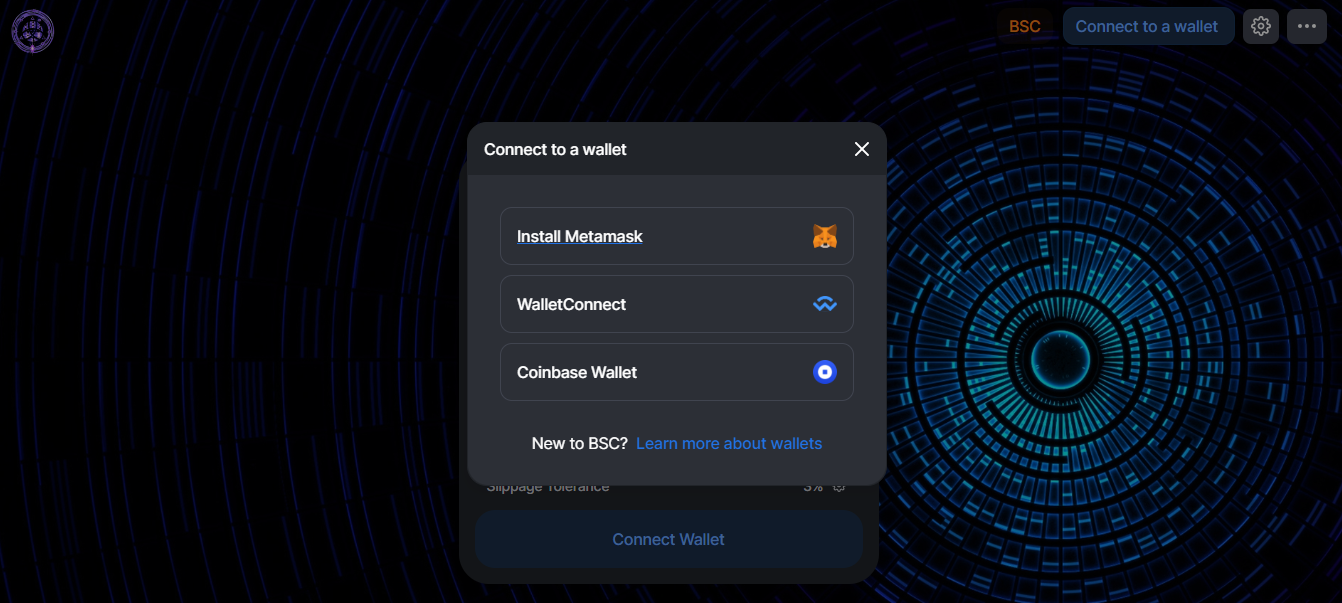 BSC
Connect to a wallet
Connect to a wallet
Install Metamask
WalletConnect
Coinbase Wallet
New to BSC? Learn more about wallets
Slippage Tolerance 3%
Connect Wallet